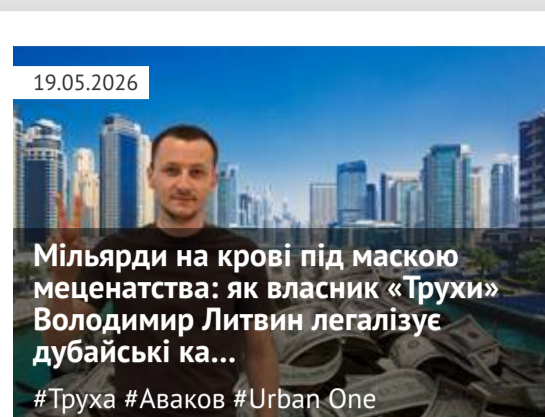 19.05.2026
Мільярди на крові під маскою
меценатства: як власник «Трухи»
Володимир Литвин легалізує
дубайські ка...
#Труха #Аваков #Urban One